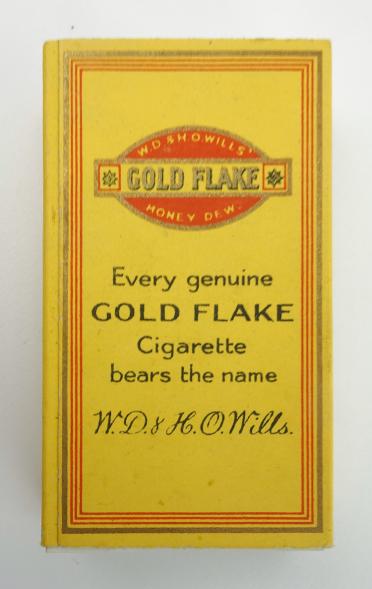 W.D.&H.O.WILLS'
GOLD FLAKE
HONEY DEW.
Every genuine
GOLD FLAKE
Cigarette
bears the name
W.D.& H.O.Wills.